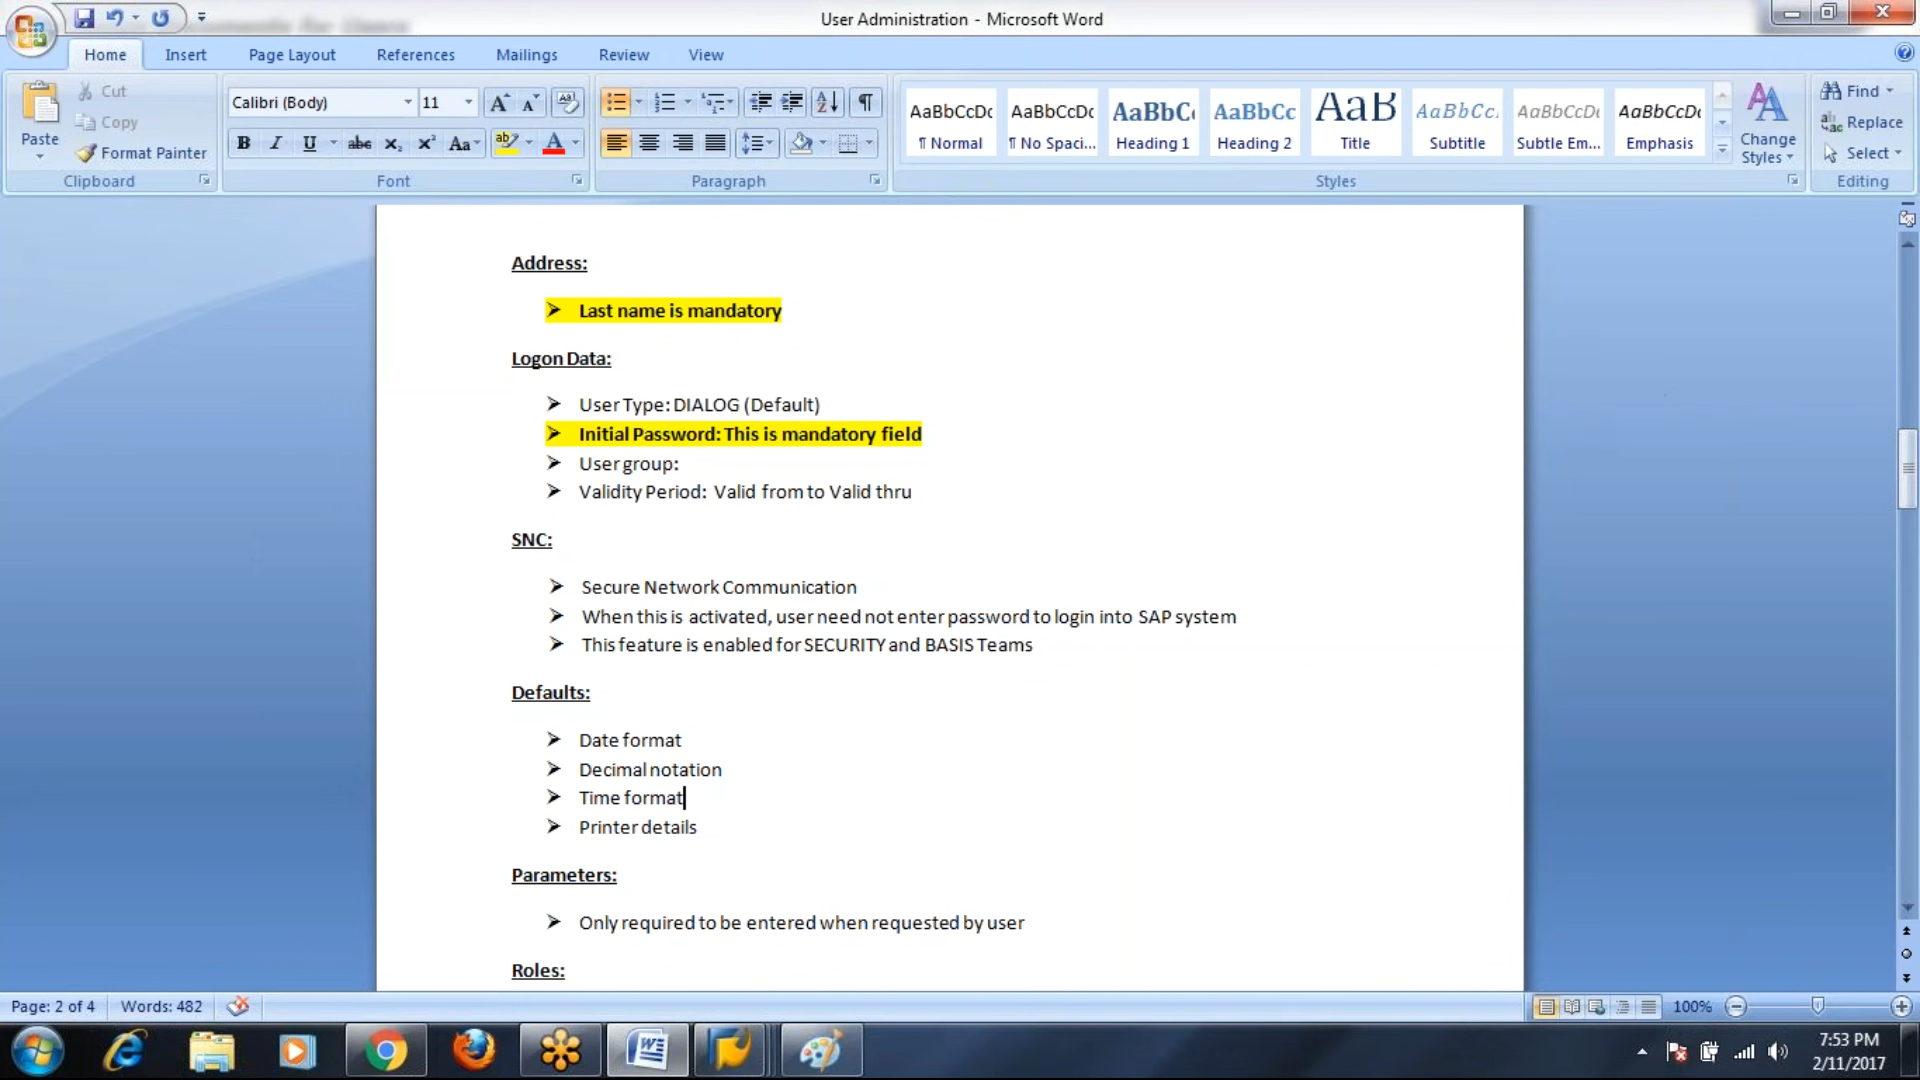 User Administration - Microsoft Word
Home Insert Page Layout References Mailings Review View
Paste
Cut
Copy
Format Painter
Clipboard
Calibri (Body) 11
B I U abc X₂ X² Aa ab A
Font
Paragraph
AaBbCcDc AaBbCcDc AaBbC AaBbCc AaB AaBbCc. AaBbCcDc AaBbCcDc
¶ Normal ¶ No Spaci... Heading 1 Heading 2 Title Subtitle Subtle Em... Emphasis
Change Styles
Styles
Find
Replace
Select
Editing
Address:
➢ Last name is mandatory
Logon Data:
➢ User Type: DIALOG (Default)
➢ Initial Password: This is mandatory field
➢ User group:
➢ Validity Period: Valid from to Valid thru
SNC:
➢ Secure Network Communication
➢ When this is activated, user need not enter password to login into SAP system
➢ This feature is enabled for SECURITY and BASIS Teams
Defaults:
➢ Date format
➢ Decimal notation
➢ Time format
➢ Printer details
Parameters:
➢ Only required to be entered when requested by user
Roles:
Page: 2 of 4 Words: 482 100%
7:53 PM
2/11/2017